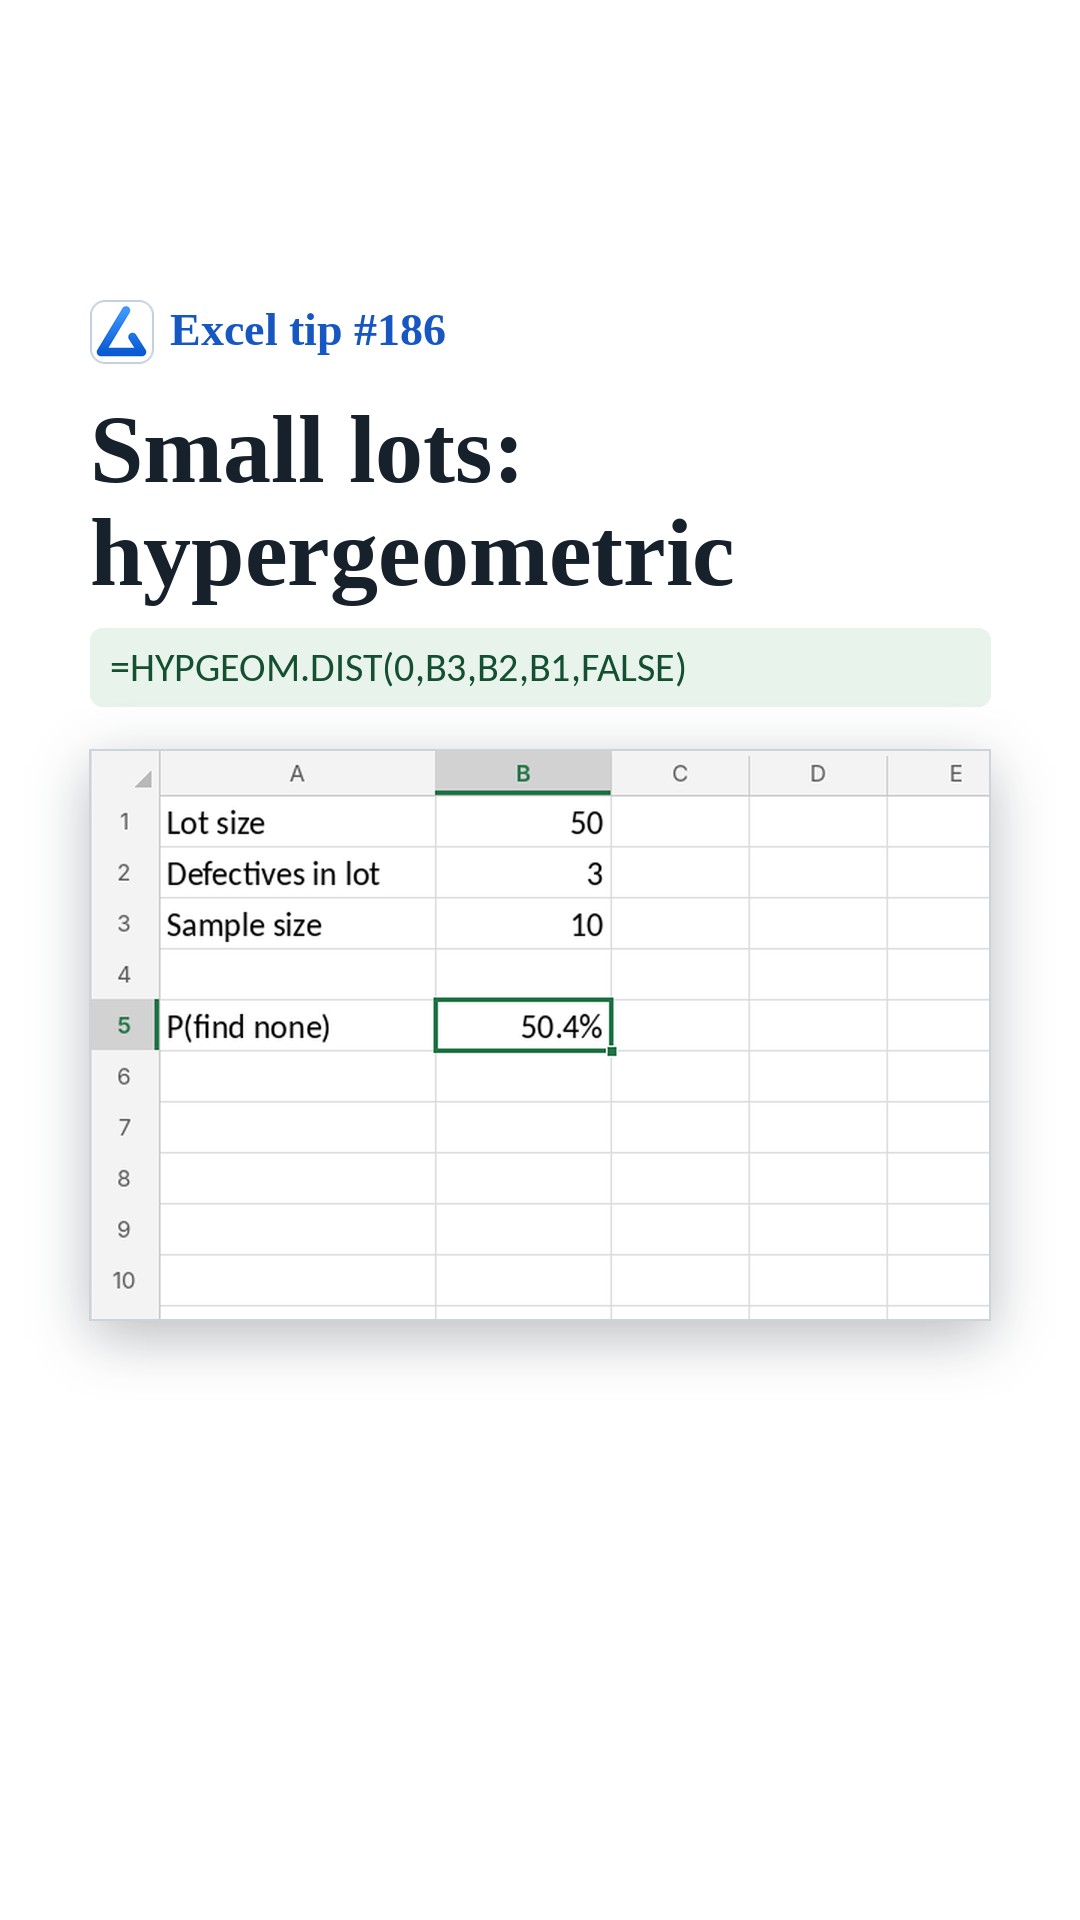 Excel tip #186
Small lots:
hypergeometric
=HYPGEOM.DIST(0,B3,B2,B1,FALSE)
A B C D E
1 Lot size 50
2 Defectives in lot 3
3 Sample size 10
4
5 P(find none) 50.4%
6
7
8
9
10